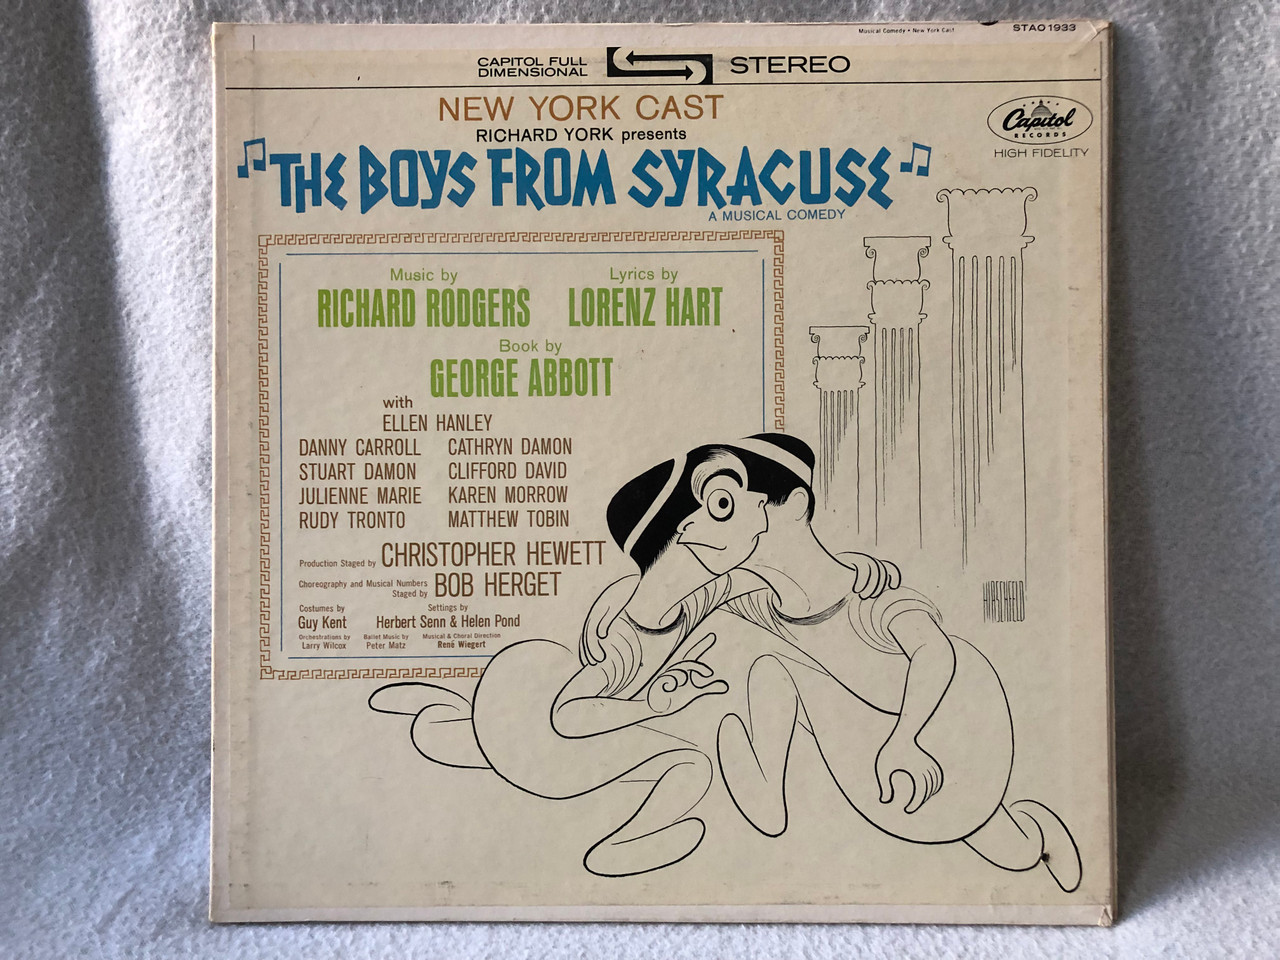 Musical Comedy • New York Cast
STAO 1933
CAPITOL FULL
DIMENSIONAL
STEREO
NEW YORK CAST
RICHARD YORK presents
THE BOYS FROM SYRACUSE
A MUSICAL COMEDY
Capitol
RECORDS
HIGH FIDELITY
Music by
RICHARD RODGERS
Lyrics by
LORENZ HART
Book by
GEORGE ABBOTT
with
ELLEN HANLEY
DANNY CARROLL CATHRYN DAMON
STUART DAMON CLIFFORD DAVID
JULIENNE MARIE KAREN MORROW
RUDY TRONTO MATTHEW TOBIN
Production Staged by CHRISTOPHER HEWETT
Choreography and Musical Numbers
Staged by BOB HERGET
Costumes by
Guy Kent
Settings by
Herbert Senn & Helen Pond
Orchestrations by
Larry Wilcox
Ballet Music by
Peter Matz
Musical & Choral Direction
René Wiegert
HIRSCHFELD